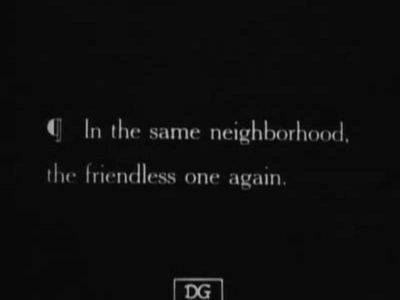 ¶ In the same neighborhood,
the friendless one again.
DG